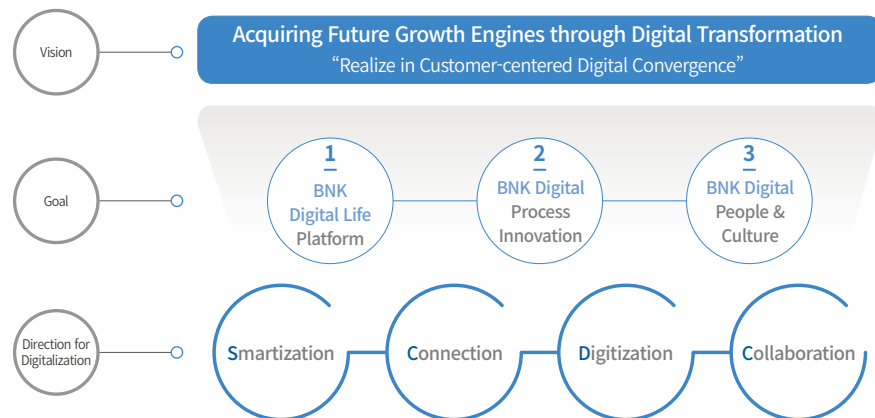 Vision
Acquiring Future Growth Engines through Digital Transformation
“Realize in Customer-centered Digital Convergence”
Goal
1
BNK
Digital Life
Platform
2
BNK Digital
Process
Innovation
3
BNK Digital
People &
Culture
Direction for
Digitalization
Smartization
Connection
Digitization
Collaboration